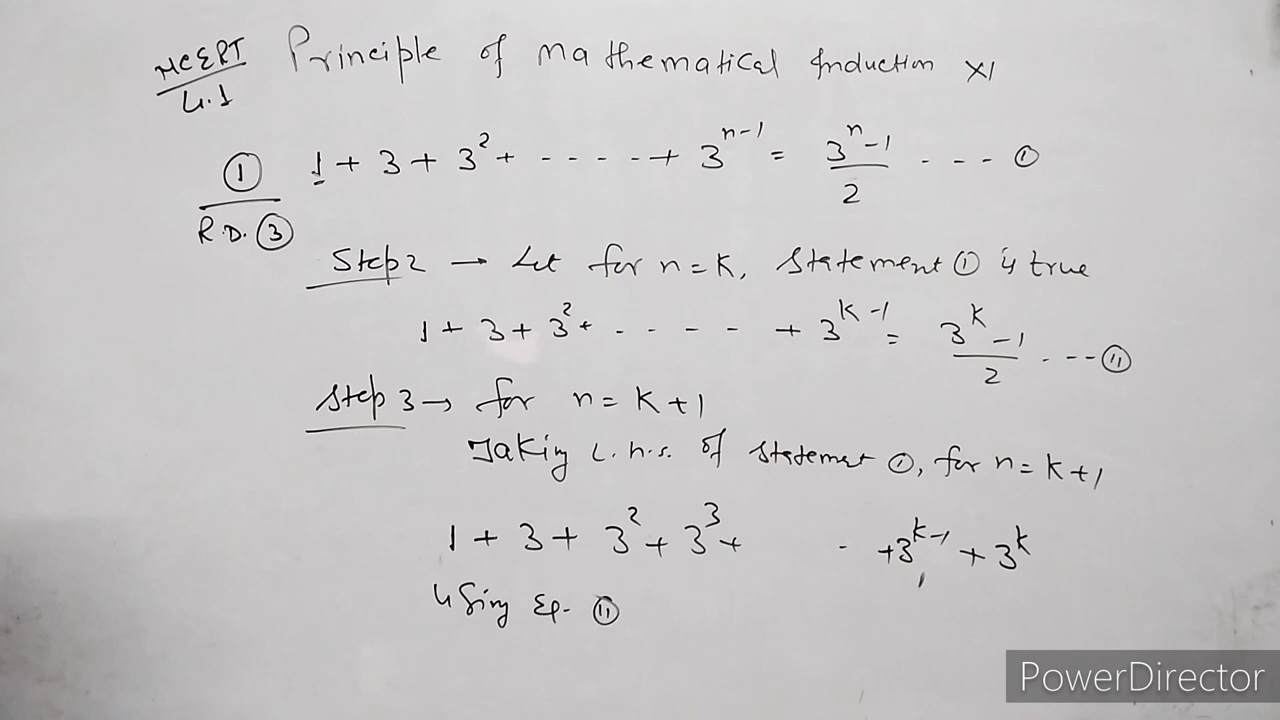 NCERT Principle of Mathematical Induction XI
4.1
① 1 + 3 + 3² + - - - - - + 3ⁿ⁻¹ = (3ⁿ - 1)/2 - - - ①
R.D. ③
Step 2 → Let for n = K, Statement ① is true
1 + 3 + 3² + - - - - + 3ᴷ⁻¹ = (3ᴷ - 1)/2 - - - ⑪
Step 3 → for n = K + 1
Taking L.h.s. of statement ①, for n = K + 1
1 + 3 + 3² + 3³ + - + 3ᴷ⁻¹ + 3ᴷ
Using Eq. ⑪
PowerDirector